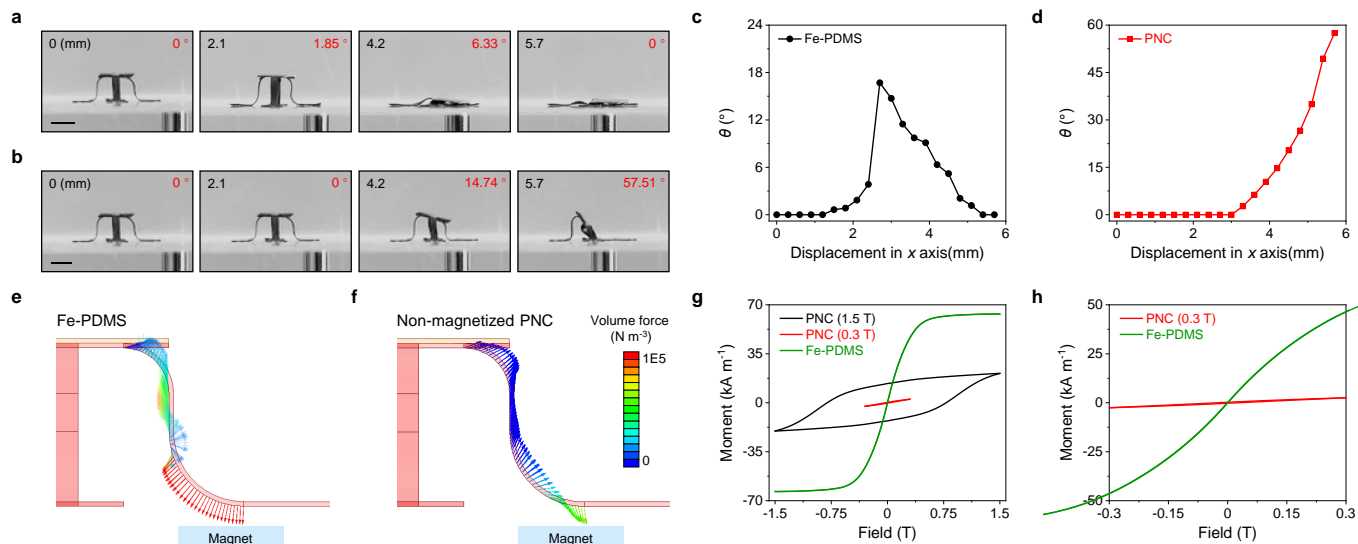 a
0 (mm) 0 °
2.1 1.85 °
4.2 6.33 °
5.7 0 °
b
0 (mm) 0 °
2.1 0 °
4.2 14.74 °
5.7 57.51 °
c
Fe-PDMS
θ (°)
24
18
12
6
0
0 2 4 6
Displacement in x axis(mm)
d
PNC
θ (°)
60
45
30
15
0
0 2 4 6
Displacement in x axis(mm)
e
Fe-PDMS
Magnet
f
Non-magnetized PNC
Volume force
(N m⁻³)
1E5
0
Magnet
g
PNC (1.5 T)
PNC (0.3 T)
Fe-PDMS
Moment (kA m⁻¹)
70
35
0
-35
-70
-1.5 -0.75 0 0.75 1.5
Field (T)
h
PNC (0.3 T)
Fe-PDMS
Moment (kA m⁻¹)
50
25
0
-25
-50
-0.3 -0.15 0 0.15 0.3
Field (T)